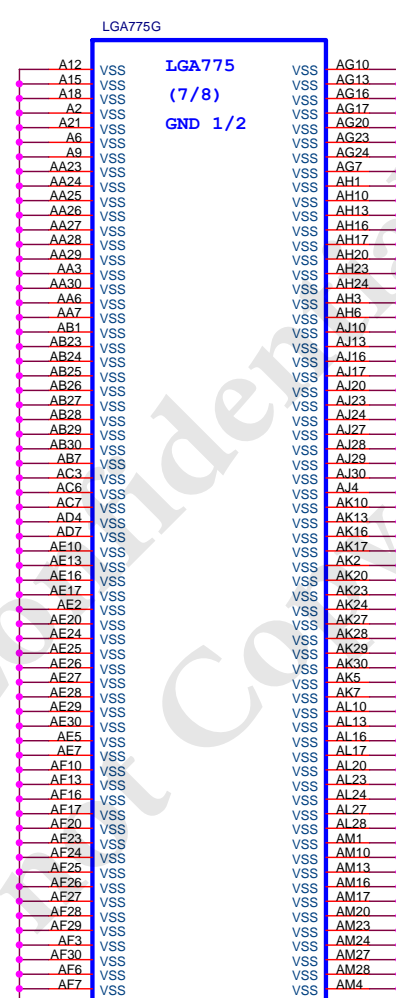 LGA775G
LGA775
(7/8)
GND 1/2
A12 VSS VSS AG10
A15 VSS VSS AG13
A18 VSS VSS AG16
A2 VSS VSS AG17
A21 VSS VSS AG20
A6 VSS VSS AG23
A9 VSS VSS AG24
AA23 VSS VSS AG7
AA24 VSS VSS AH1
AA25 VSS VSS AH10
AA26 VSS VSS AH13
AA27 VSS VSS AH16
AA28 VSS VSS AH17
AA29 VSS VSS AH20
AA3 VSS VSS AH23
AA30 VSS VSS AH24
AA6 VSS VSS AH3
AA7 VSS VSS AH6
AB1 VSS VSS AJ10
AB23 VSS VSS AJ13
AB24 VSS VSS AJ16
AB25 VSS VSS AJ17
AB26 VSS VSS AJ20
AB27 VSS VSS AJ23
AB28 VSS VSS AJ24
AB29 VSS VSS AJ27
AB30 VSS VSS AJ28
AB7 VSS VSS AJ29
AC3 VSS VSS AJ30
AC6 VSS VSS AJ4
AC7 VSS VSS AK10
AD4 VSS VSS AK13
AD7 VSS VSS AK16
AE10 VSS VSS AK17
AE13 VSS VSS AK2
AE16 VSS VSS AK20
AE17 VSS VSS AK23
AE2 VSS VSS AK24
AE20 VSS VSS AK27
AE24 VSS VSS AK28
AE25 VSS VSS AK29
AE26 VSS VSS AK30
AE27 VSS VSS AK5
AE28 VSS VSS AK7
AE29 VSS VSS AL10
AE30 VSS VSS AL13
AE5 VSS VSS AL16
AE7 VSS VSS AL17
AF10 VSS VSS AL20
AF13 VSS VSS AL23
AF16 VSS VSS AL24
AF17 VSS VSS AL27
AF20 VSS VSS AL28
AF23 VSS VSS AM1
AF24 VSS VSS AM10
AF25 VSS VSS AM13
AF26 VSS VSS AM16
AF27 VSS VSS AM17
AF28 VSS VSS AM20
AF29 VSS VSS AM23
AF3 VSS VSS AM24
AF30 VSS VSS AM27
AF6 VSS VSS AM28
AF7 VSS VSS AM4